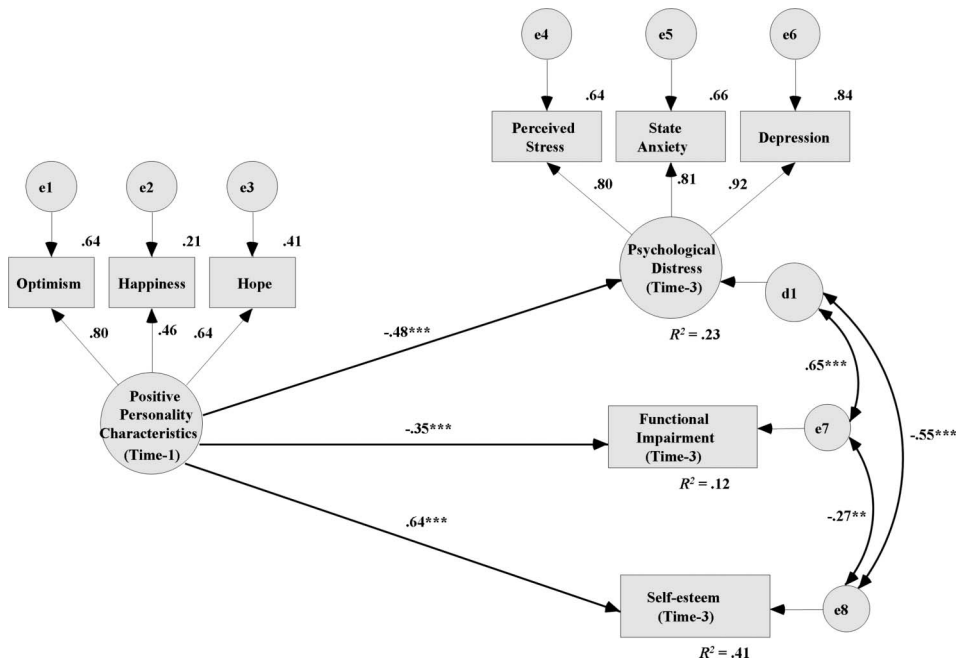 e4
e5
e6
.64
.66
.84
Perceived
Stress
State
Anxiety
Depression
.80
.81
.92
e1
e2
e3
.64
.21
.41
Optimism
Happiness
Hope
.80
.46
.64
Psychological
Distress
(Time-3)
d1
R² = .23
-.48***
.65***
Positive
Personality
Characteristics
(Time-1)
-.35***
Functional
Impairment
(Time-3)
e7
R² = .12
-.55***
-.27**
.64***
Self-esteem
(Time-3)
e8
R² = .41